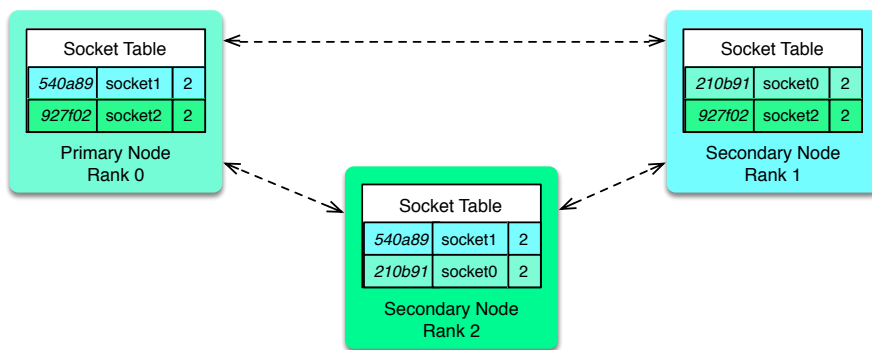 Socket Table
540a89 socket1 2
927f02 socket2 2
Primary Node
Rank 0
Socket Table
210b91 socket0 2
927f02 socket2 2
Secondary Node
Rank 1
Socket Table
540a89 socket1 2
210b91 socket0 2
Secondary Node
Rank 2